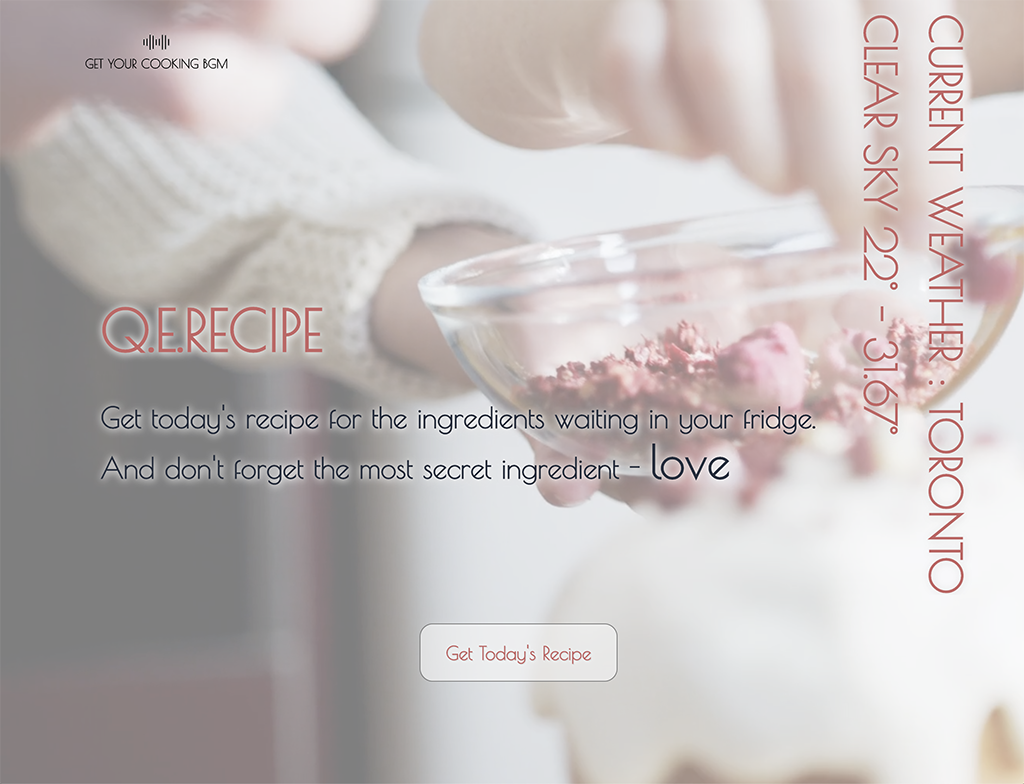 GET YOUR COOKING BGM
CURRENT WEATHER : TORONTO
CLEAR SKY 22° - 31.67°
Q.E.RECIPE
Get today's recipe for the ingredients waiting in your fridge.
And don't forget the most secret ingredient - love
Get Today's Recipe